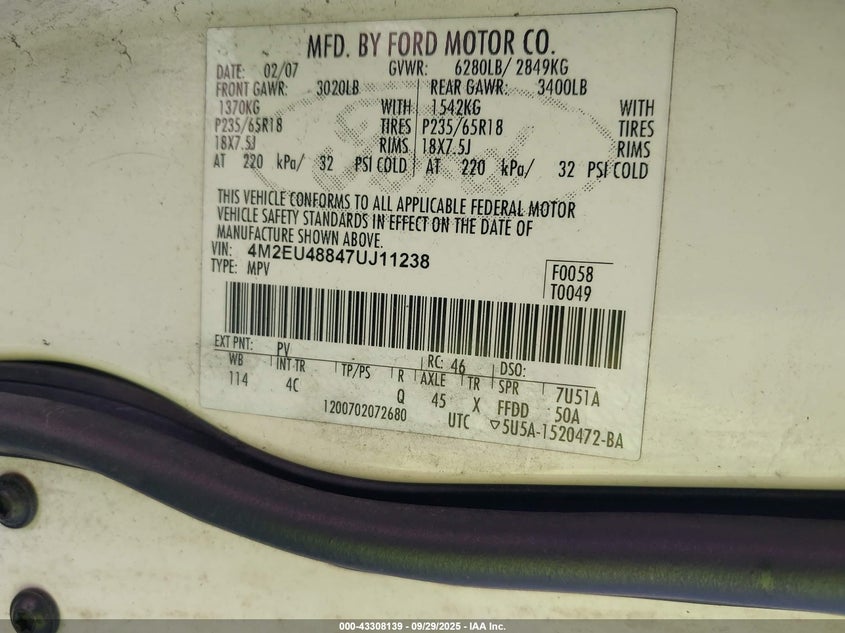 MFD. BY FORD MOTOR CO.
DATE: 02/07 GVWR: 6280LB/ 2849KG
FRONT GAWR: 3020LB REAR GAWR: 3400LB
1370KG WITH 1542KG WITH
P235/65R18 TIRES P235/65R18 TIRES
18X7.5J RIMS 18X7.5J RIMS
AT 220 kPa/ 32 PSI COLD AT 220 kPa/ 32 PSI COLD
THIS VEHICLE CONFORMS TO ALL APPLICABLE FEDERAL MOTOR
VEHICLE SAFETY STANDARDS IN EFFECT ON THE DATE OF
MANUFACTURE SHOWN ABOVE.
VIN: 4M2EU48847UJ11238 F0058
TYPE: MPV T0049
EXT PNT: PV RC: 46 DSO:
WB INT TR TP/PS R AXLE TR SPR 7U51A
114 4C Q 45 X FFDD 50A
1200702072680 UTC ▽5U5A-1520472-BA
000-43308139 - 09/29/2025 - IAA Inc.